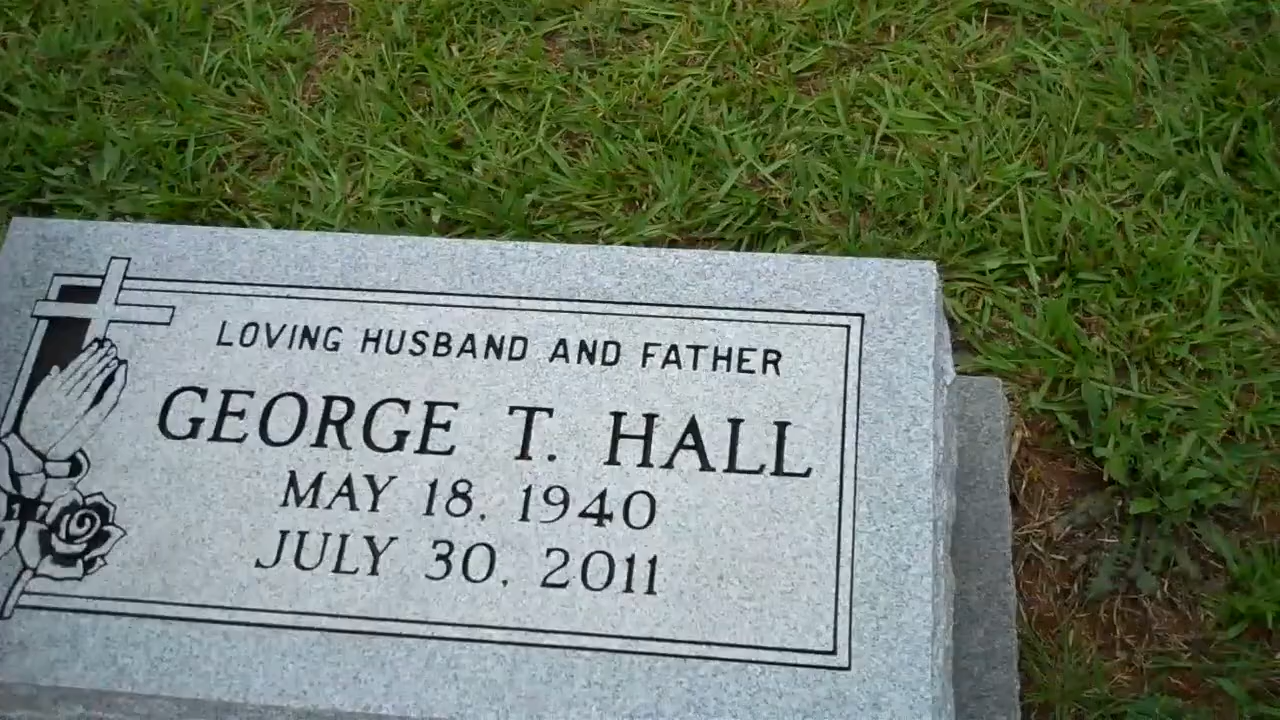 LOVING HUSBAND AND FATHER
GEORGE T. HALL
MAY 18, 1940
JULY 30, 2011